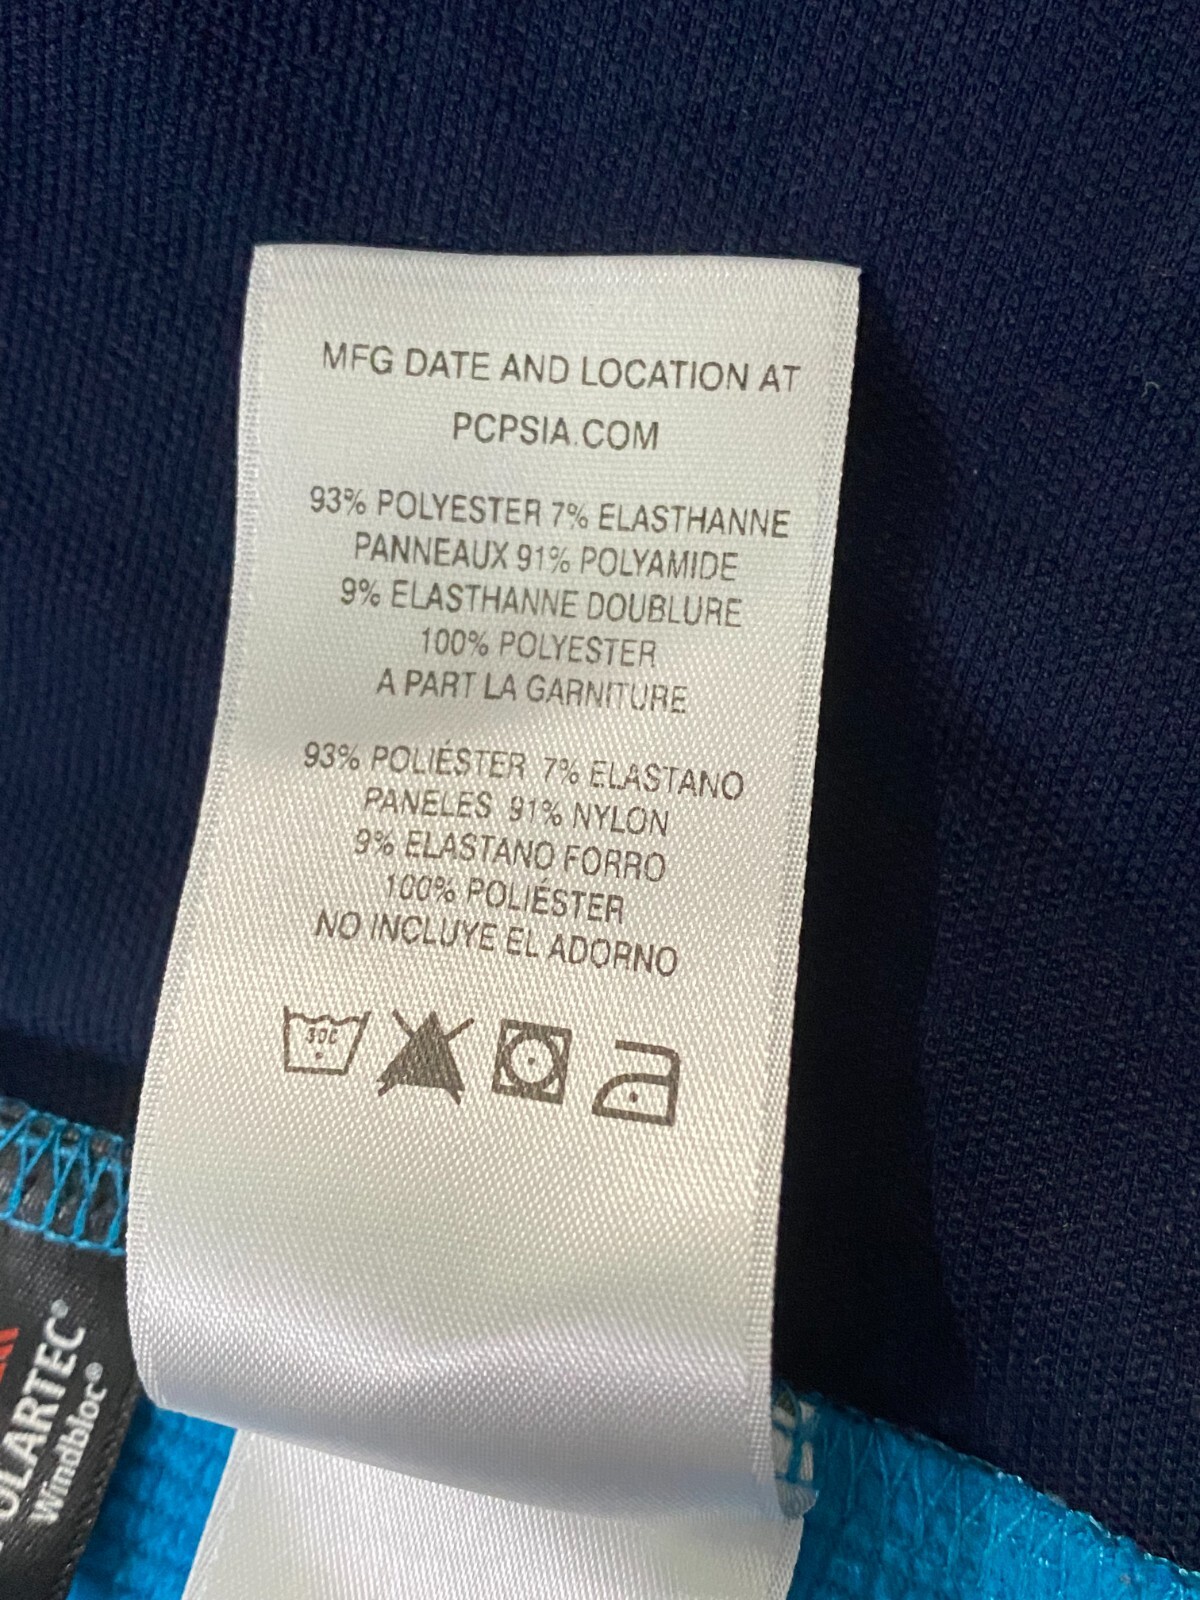 MFG DATE AND LOCATION AT
PCPSIA.COM
93% POLYESTER 7% ELASTHANNE
PANNEAUX 91% POLYAMIDE
9% ELASTHANNE DOUBLURE
100% POLYESTER
A PART LA GARNITURE
93% POLIÉSTER 7% ELASTANO
PANELES 91% NYLON
9% ELASTANO FORRO
100% POLIÉSTER
NO INCLUYE EL ADORNO
30C
OLARTEC®
Windbloc®